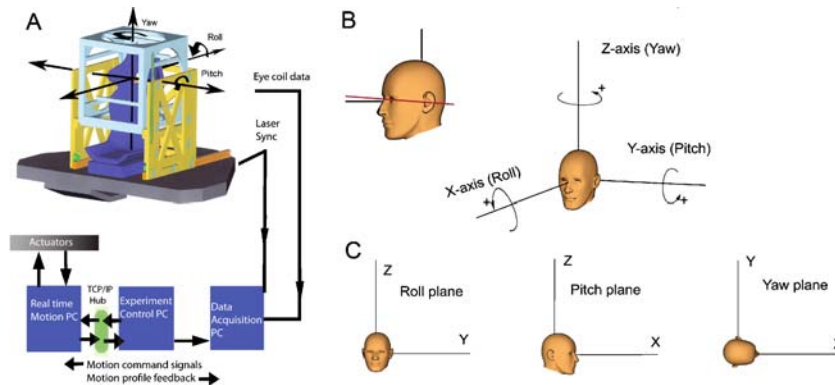 A
Yaw
Roll
Pitch
Eye coil data
Laser
Sync
Actuators
Real time
Motion PC
TCP/IP
Hub
Experiment
Control PC
Data
Acquisition
PC
Motion command signals
Motion profile feedback
B
Z-axis (Yaw)
+
Y-axis (Pitch)
+
X-axis (Roll)
+
C
Z
Roll plane
Y
Z
Pitch plane
X
Y
Yaw plane
X